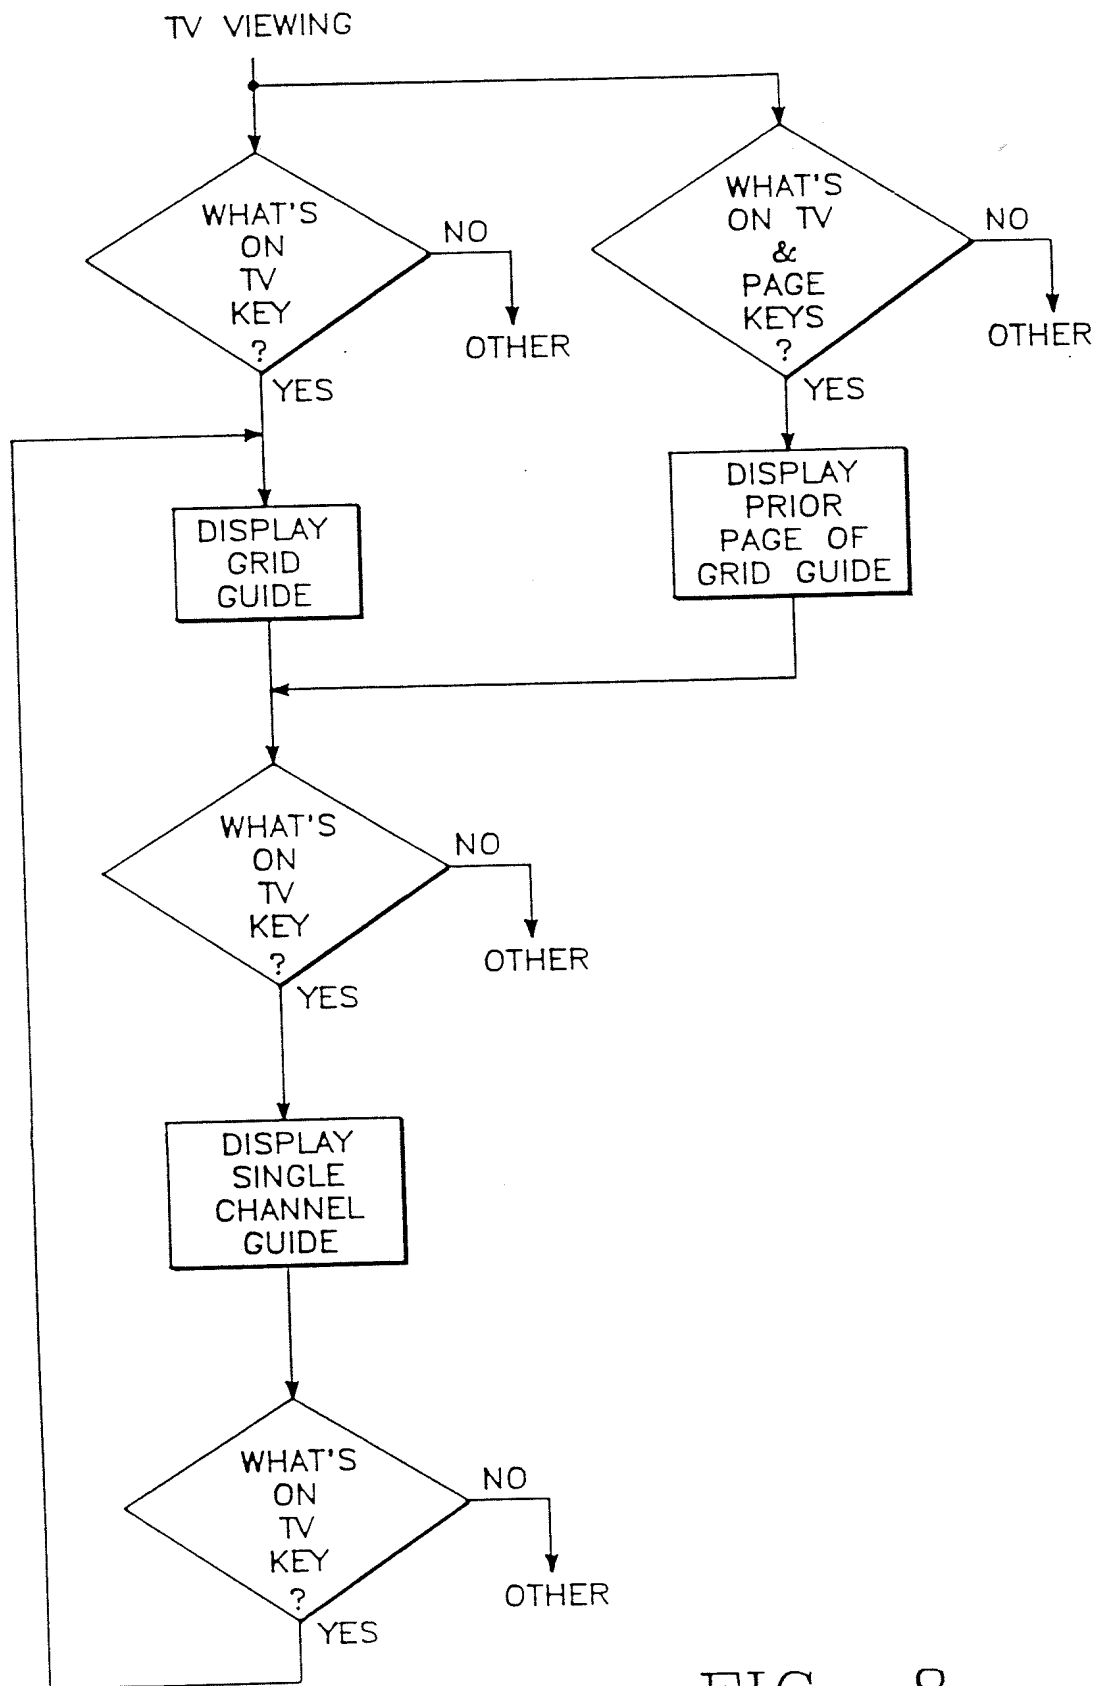 TV VIEWING
WHAT'S
ON
TV
KEY
?
NO
OTHER
YES
WHAT'S
ON TV
&
PAGE
KEYS
?
NO
OTHER
YES
DISPLAY
GRID
GUIDE
DISPLAY
PRIOR
PAGE OF
GRID GUIDE
WHAT'S
ON
TV
KEY
?
NO
OTHER
YES
DISPLAY
SINGLE
CHANNEL
GUIDE
WHAT'S
ON
TV
KEY
?
NO
OTHER
YES
FIG. 8